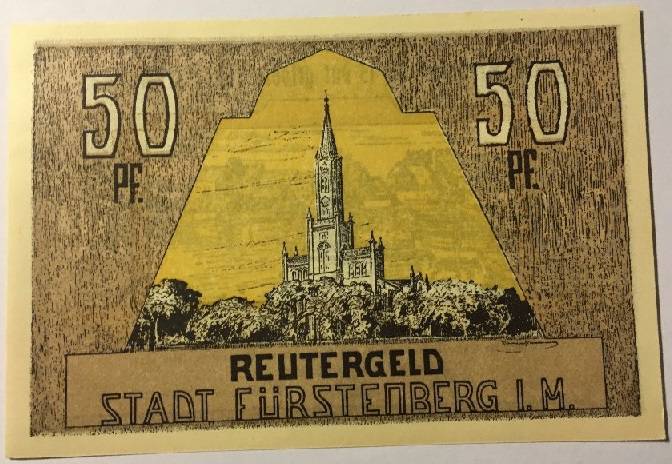 50 PF.
50 PF.
REUTERGELD
STADT FÜRSTENBERG I. M.